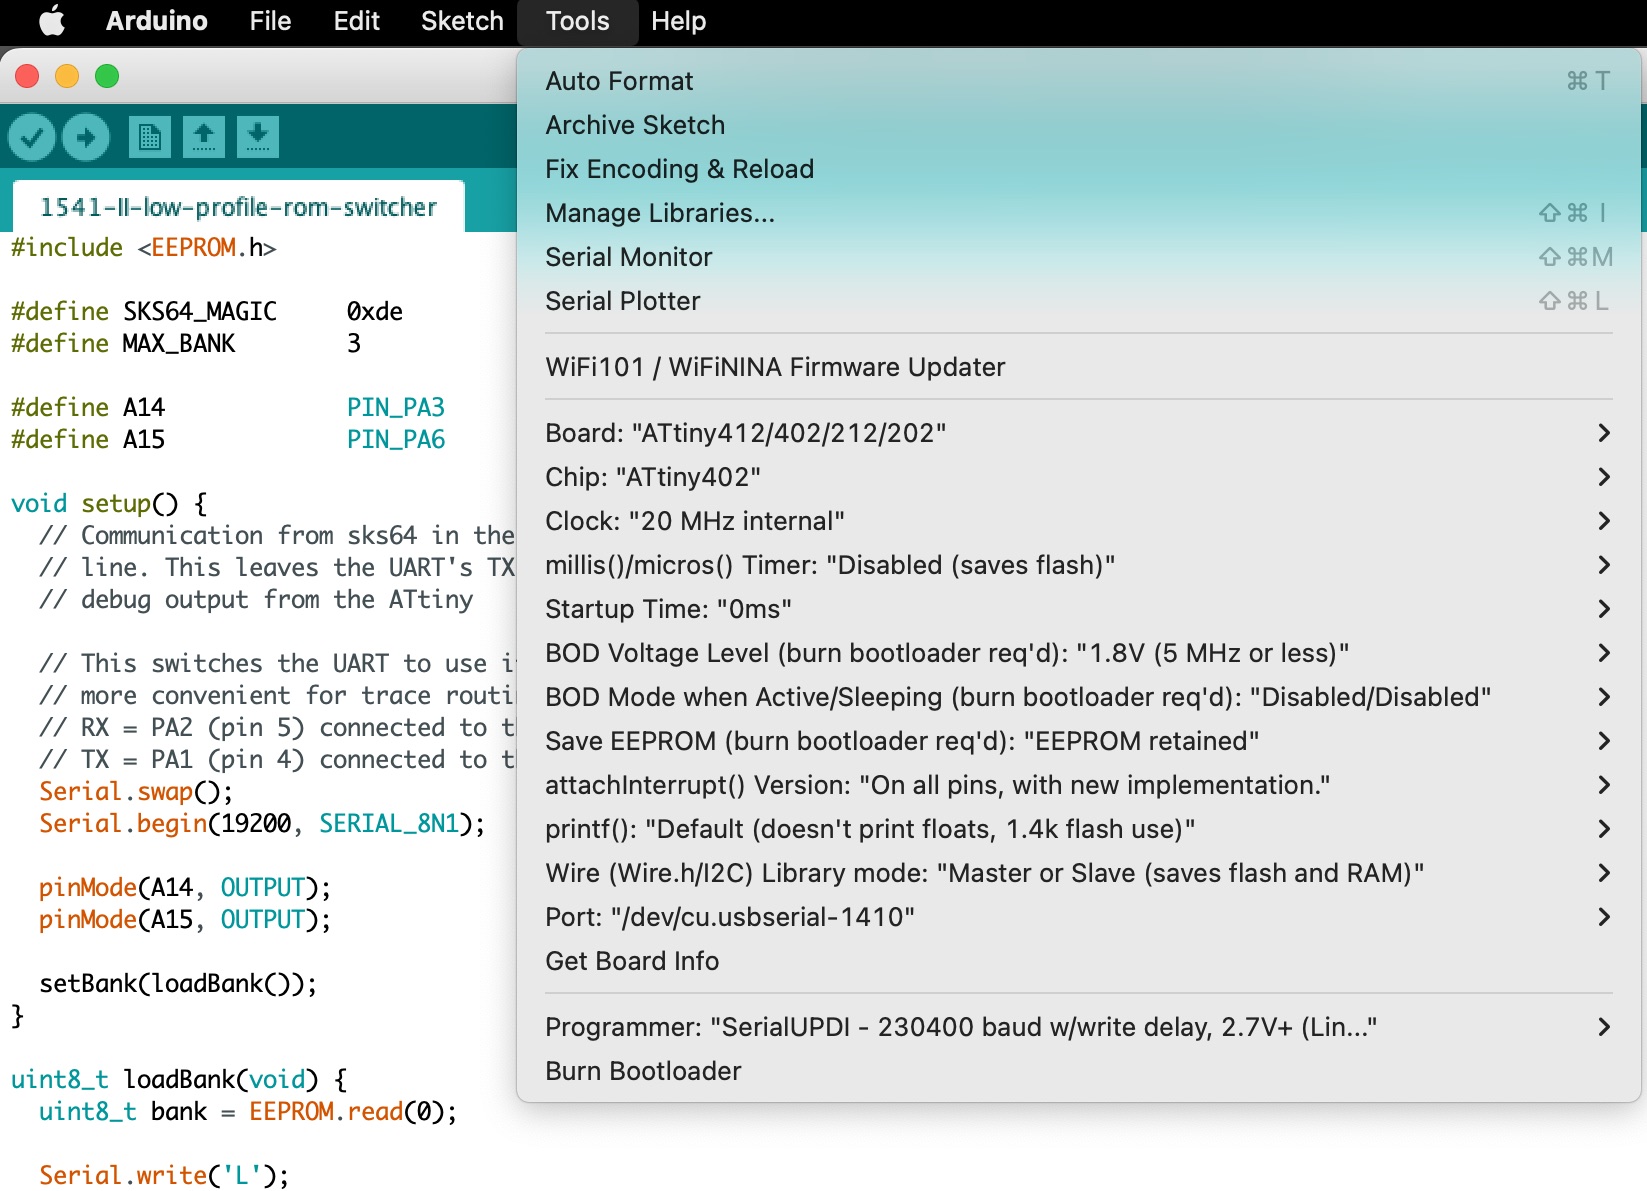 Arduino File Edit Sketch Tools Help
Auto Format ⌘ T
Archive Sketch
Fix Encoding & Reload
Manage Libraries... ⇧ ⌘ I
Serial Monitor ⇧ ⌘ M
Serial Plotter ⇧ ⌘ L
WiFi101 / WiFiNINA Firmware Updater
Board: "ATtiny412/402/212/202"
Chip: "ATtiny402"
Clock: "20 MHz internal"
millis()/micros() Timer: "Disabled (saves flash)"
Startup Time: "0ms"
BOD Voltage Level (burn bootloader req'd): "1.8V (5 MHz or less)"
BOD Mode when Active/Sleeping (burn bootloader req'd): "Disabled/Disabled"
Save EEPROM (burn bootloader req'd): "EEPROM retained"
attachInterrupt() Version: "On all pins, with new implementation."
printf(): "Default (doesn't print floats, 1.4k flash use)"
Wire (Wire.h/I2C) Library mode: "Master or Slave (saves flash and RAM)"
Port: "/dev/cu.usbserial-1410"
Get Board Info
Programmer: "SerialUPDI - 230400 baud w/write delay, 2.7V+ (Lin..."
Burn Bootloader
1541-II-low-profile-rom-switcher
#include <EEPROM.h>
#define SKS64_MAGIC 0xde
#define MAX_BANK 3
#define A14 PIN_PA3
#define A15 PIN_PA6
void setup() {
// Communication from sks64 in the
// line. This leaves the UART's TX
// debug output from the ATtiny
// This switches the UART to use
// more convenient for trace
// RX = PA2 (pin 5) connected to
// TX = PA1 (pin 4) connected to
Serial.swap();
Serial.begin(19200, SERIAL_8N1);
pinMode(A14, OUTPUT);
pinMode(A15, OUTPUT);
setBank(loadBank());
}
uint8_t loadBank(void) {
uint8_t bank = EEPROM.read(0);
Serial.write('L');